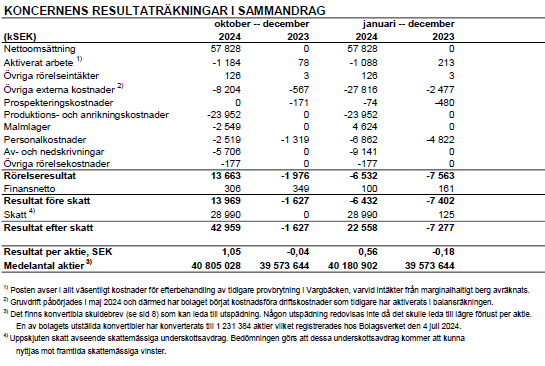 KONCERNENS RESULTATRÄKNINGAR I SAMMANDRAG
oktober -- december januari -- december
(kSEK) 2024 2023 2024 2023
Nettoomsättning 57 828 0 57 828 0
Aktiverat arbete 1) -1 184 78 -1 088 213
Övriga rörelseintäkter 126 3 126 3
Övriga externa kostnader 2) -8 204 -567 -27 816 -2 477
Prospekteringskostnader 0 -171 -74 -480
Produktions- och anrikningskostnader -23 952 0 -23 952 0
Malmlager -2 549 0 4 624 0
Personalkostnader -2 519 -1 319 -6 862 -4 822
Av- och nedskrivningar -5 706 0 -9 141 0
Övriga rörelsekostnader -177 0 -177 0
Rörelseresultat 13 663 -1 976 -6 532 -7 563
Finansnetto 306 349 100 161
Resultat före skatt 13 969 -1 627 -6 432 -7 402
Skatt 4) 28 990 0 28 990 125
Resultat efter skatt 42 959 -1 627 22 558 -7 277
Resultat per aktie, SEK 1,05 -0,04 0,56 -0,18
Medelantal aktier 3) 40 805 028 39 573 644 40 180 902 39 573 644
1) Posten avser i allt väsentligt kostnader för efterbehandling av tidigare provbrytning i Vargbäcken, varvid intäkter från marginalhaltigt berg avräknats.
2) Gruvdrift påbörjades i maj 2024 och därmed har bolaget börjat kostnadsföra driftskostnader som tidigare har aktiverats i balansräkningen.
3) Det finns konvertibla skuldebrev (se sid 8) som kan leda till utspädning. Någon utspädning redovisas inte då det skulle leda till lägre förlust per aktie.
En av bolagets utställda konvertibler har konverterats till 1 231 384 aktier vilket registrerades hos Bolagsverket den 4 juli 2024.
4) Uppskjuten skatt avseende skattemässiga underskottsavdrag. Bedömningen görs att dessa underskottsavdrag kommer att kunna
nyttjas mot framtida skattemässiga vinster.